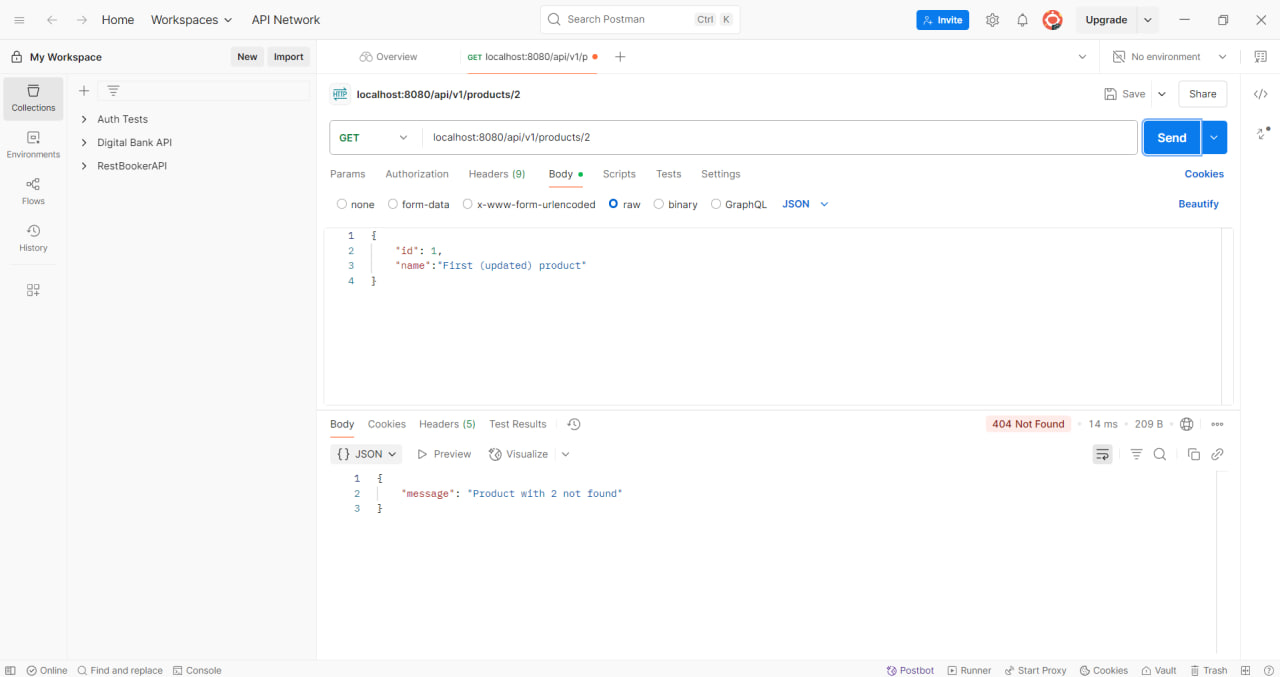 Home Workspaces API Network Search Postman Ctrl K Invite Upgrade
My Workspace New Import Overview GET localhost:8080/api/v1/p No environment
Collections
Environments
Flows
History
Auth Tests
Digital Bank API
RestBookerAPI
HTTP localhost:8080/api/v1/products/2 Save Share
GET localhost:8080/api/v1/products/2 Send
Params Authorization Headers (9) Body Scripts Tests Settings Cookies
none form-data x-www-form-urlencoded raw binary GraphQL JSON Beautify
1 {
2 "id": 1,
3 "name":"First (updated) product"
4 }
Body Cookies Headers (5) Test Results 404 Not Found 14 ms 209 B
{} JSON Preview Visualize
1 {
2 "message": "Product with 2 not found"
3 }
Online Find and replace Console Postbot Runner Start Proxy Cookies Vault Trash